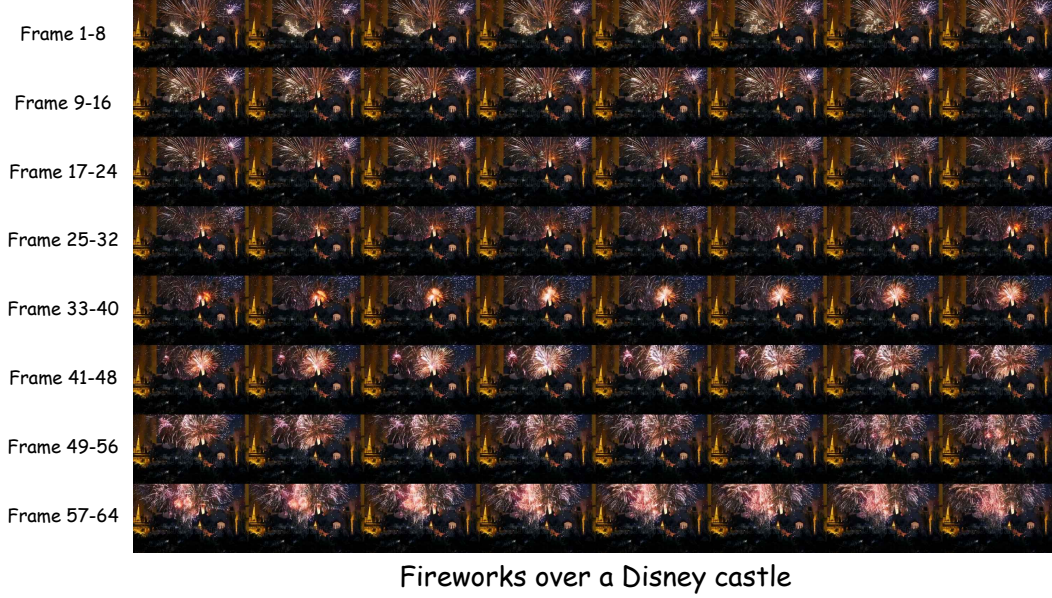 Frame 1-8
Frame 9-16
Frame 17-24
Frame 25-32
Frame 33-40
Frame 41-48
Frame 49-56
Frame 57-64
Fireworks over a Disney castle